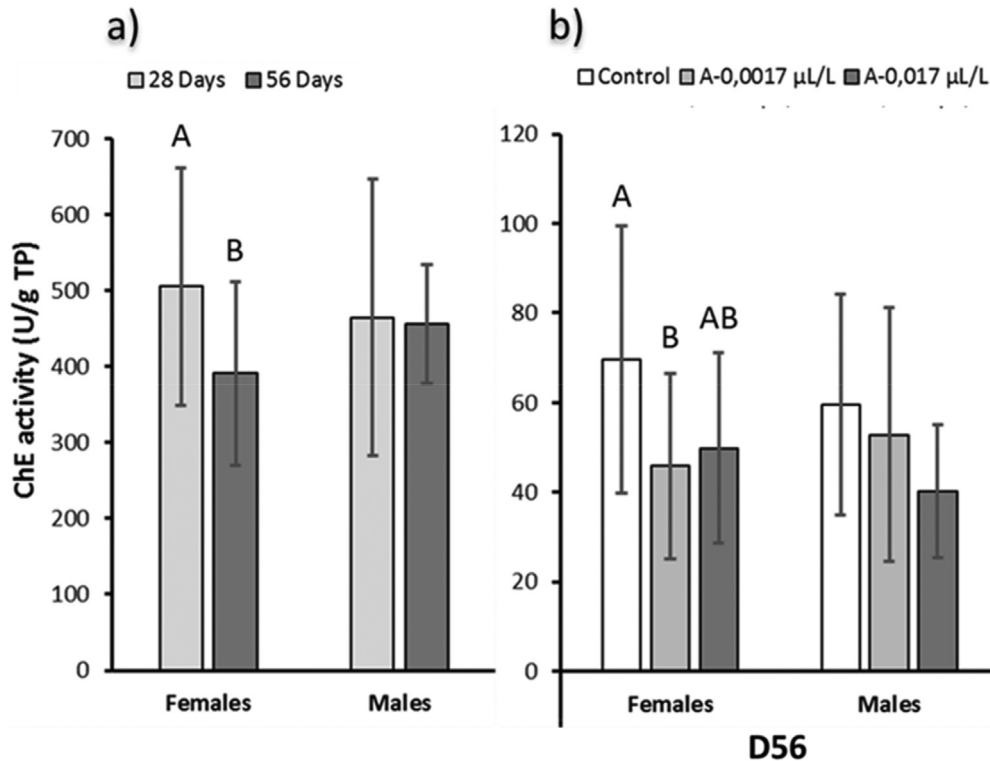 a)
28 Days 56 Days
ChE activity (U/g TP)
700
600
500
400
300
200
100
0
A
B
Females Males
b)
Control A-0,0017 µL/L A-0,017 µL/L
120
100
80
60
40
20
0
A
B
AB
Females Males
D56